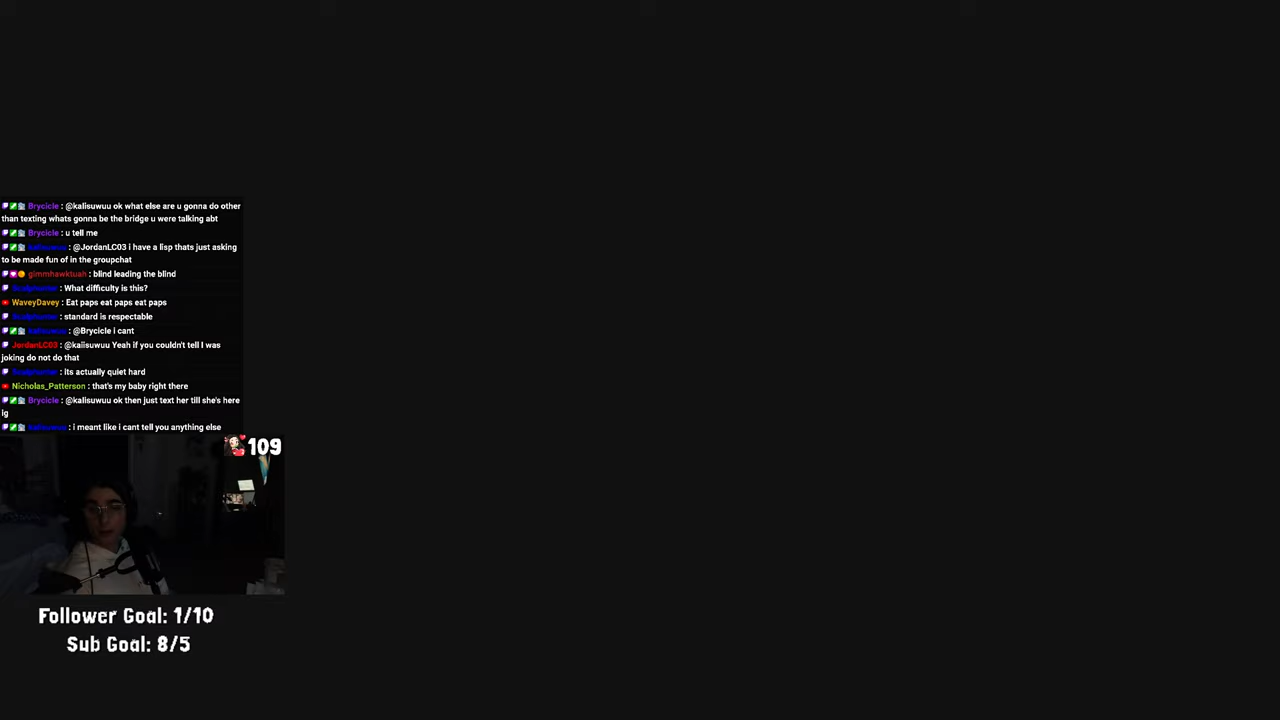 Brycicle : @kalisuwuu ok what else are u gonna do other
than texting whats gonna be the bridge u were talking abt
Brycicle : u tell me
kalisuwuu : @JordanLC03 i have a lisp thats just asking
to be made fun of in the groupchat
gimmhawktuah : blind leading the blind
: What difficulty is this?
WaveyDavey : Eat paps eat paps eat paps
: standard is respectable
kalisuwuu : @Brycicle i cant
JordanLC03 : @kalisuwuu Yeah if you couldn't tell I was
joking do not do that
: its actually quiet hard
Nicholas_Patterson : that's my baby right there
Brycicle : @kalisuwuu ok then just text her till she's here
ig
kalisuwuu : i meant like i cant tell you anything else
109
Follower Goal: 1/10
Sub Goal: 8/5